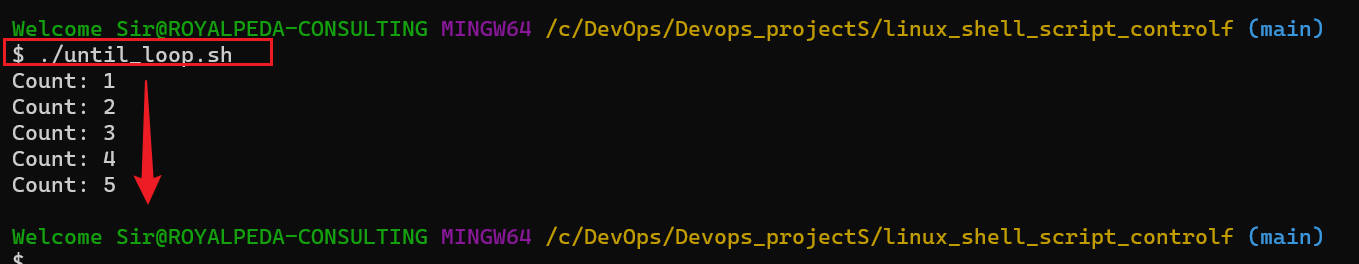 Welcome Sir@ROYALPEDA-CONSULTING MINGW64 /c/DevOps/Devops_projectS/linux_shell_script_controlf (main)
$ ./until_loop.sh
Count: 1
Count: 2
Count: 3
Count: 4
Count: 5
Welcome Sir@ROYALPEDA-CONSULTING MINGW64 /c/DevOps/Devops_projectS/linux_shell_script_controlf (main)
$